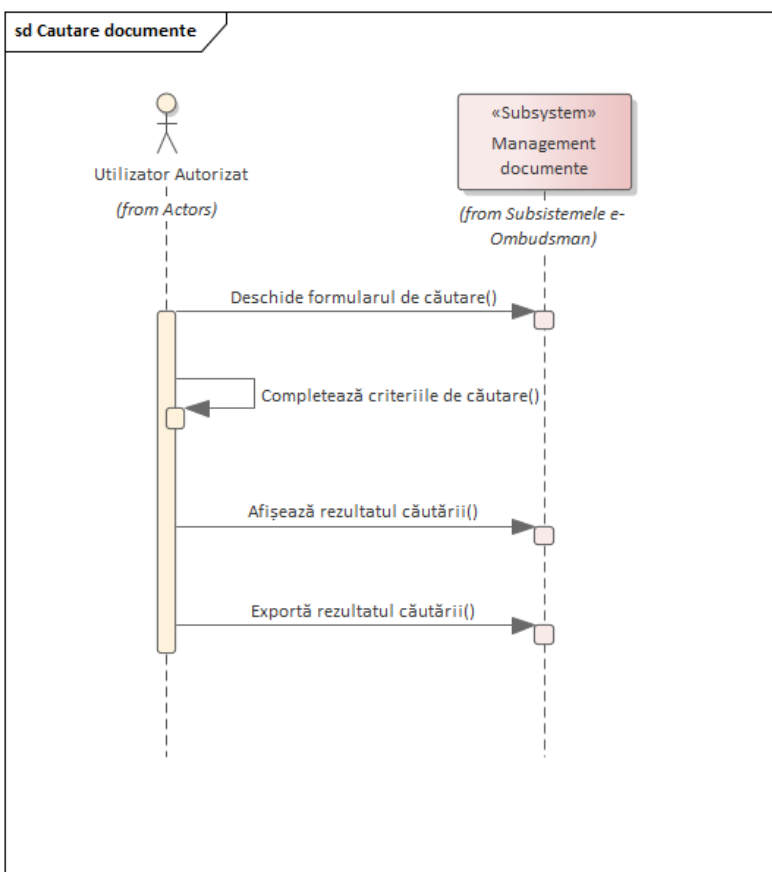 sd Cautare documente
«Subsystem»
Management
documente
Utilizator Autorizat
(from Actors)
(from Subsistemele e-
Ombudsman)
Deschide formularul de căutare()
Completează criteriile de căutare()
Afișează rezultatul căutării()
Exportă rezultatul căutării()